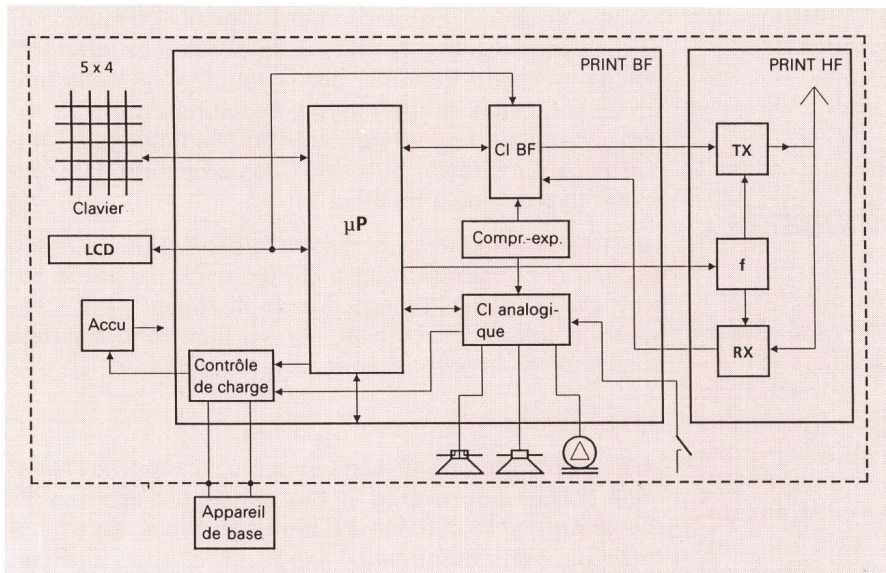 5 x 4
PRINT BF
PRINT HF
CI BF
TX
µP
Clavier
LCD
Compr.-exp.
f
Accu
CI analogi-
que
RX
Contrôle
de charge
Appareil
de base